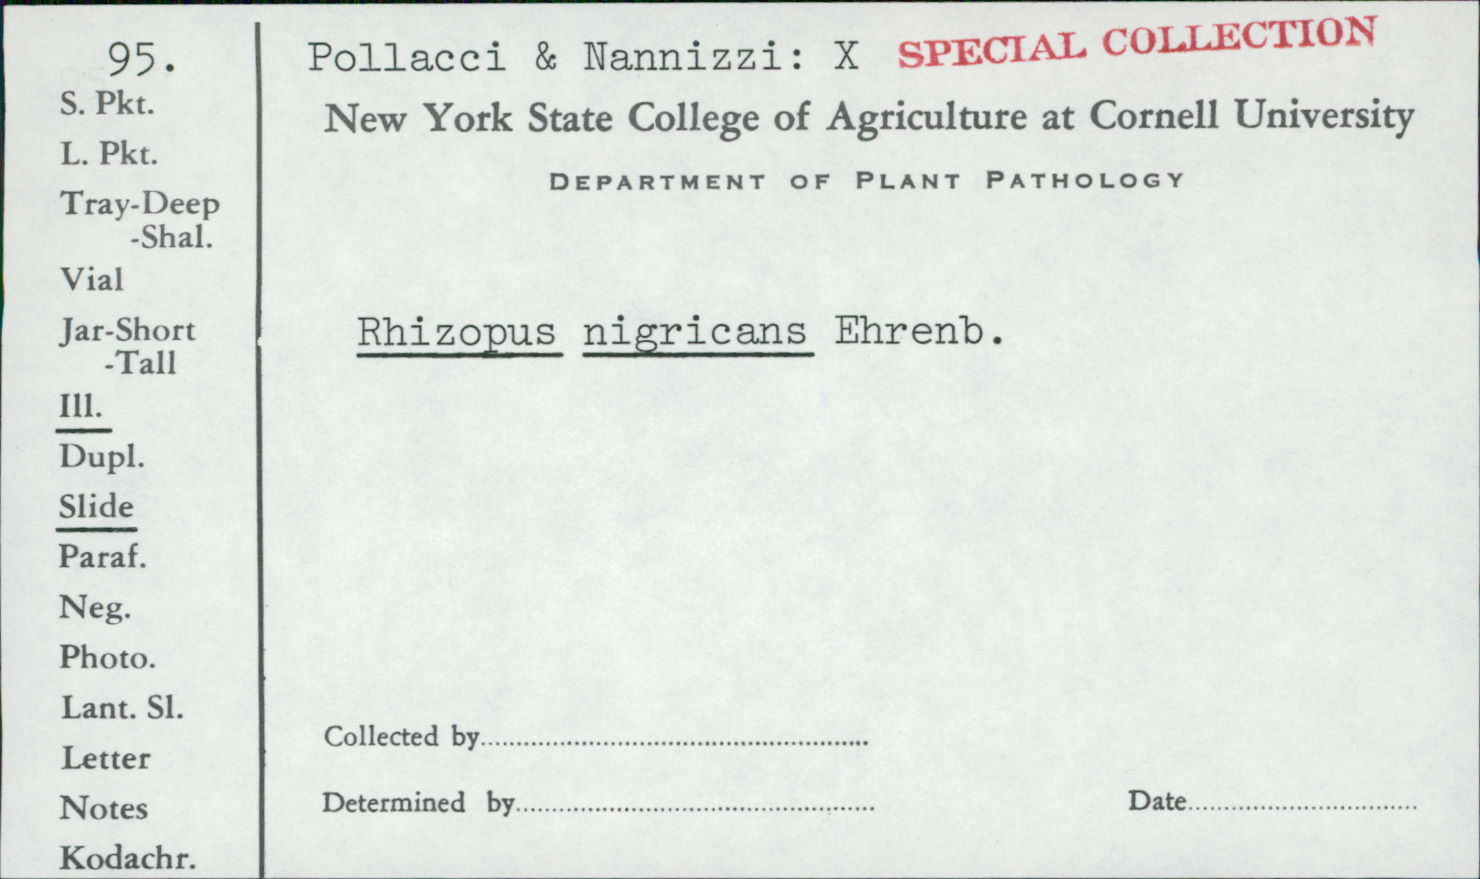 95.
S. Pkt.
L. Pkt.
Tray-Deep
-Shal.
Vial
Jar-Short
-Tall
Ill.
Dupl.
Slide
Paraf.
Neg.
Photo.
Lant. Sl.
Letter
Notes
Kodachr.
Pollacci & Nannizzi: X SPECIAL COLLECTION
New York State College of Agriculture at Cornell University
DEPARTMENT OF PLANT PATHOLOGY
Rhizopus nigricans Ehrenb.
Collected by
Determined by Date